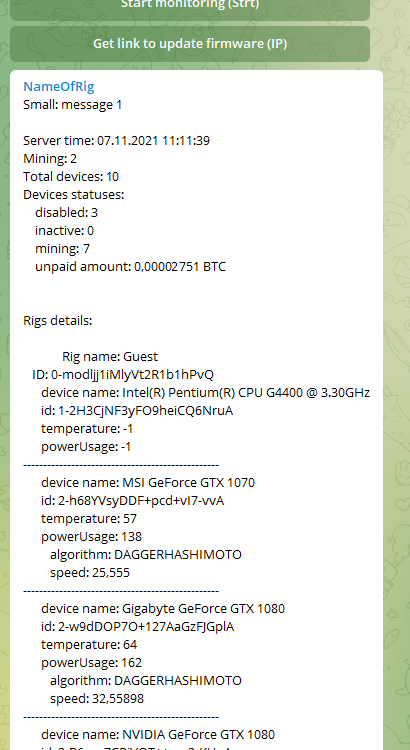 Start monitoring (Strt)
Get link to update firmware (IP)
NameOfRig
Small: message 1
Server time: 07.11.2021 11:11:39
Mining: 2
Total devices: 10
Devices statuses:
disabled: 3
inactive: 0
mining: 7
unpaid amount: 0,00002751 BTC
Rigs details:
Rig name: Guest
ID: 0-modljj1iMlyVt2R1b1hPvQ
device name: Intel(R) Pentium(R) CPU G4400 @ 3.30GHz
id: 1-2H3CjNF3yFO9heiCQ6NruA
temperature: -1
powerUsage: -1
-------------------------------------------------
device name: MSI GeForce GTX 1070
id: 2-h68YVsyDDF+pcd+vI7-vvA
temperature: 57
powerUsage: 138
algorithm: DAGGERHASHIMOTO
speed: 25,555
-------------------------------------------------
device name: Gigabyte GeForce GTX 1080
id: 2-w9dDOP7O+127AaGzFJGplA
temperature: 64
powerUsage: 162
algorithm: DAGGERHASHIMOTO
speed: 32,55898
-------------------------------------------------
device name: NVIDIA GeForce GTX 1080